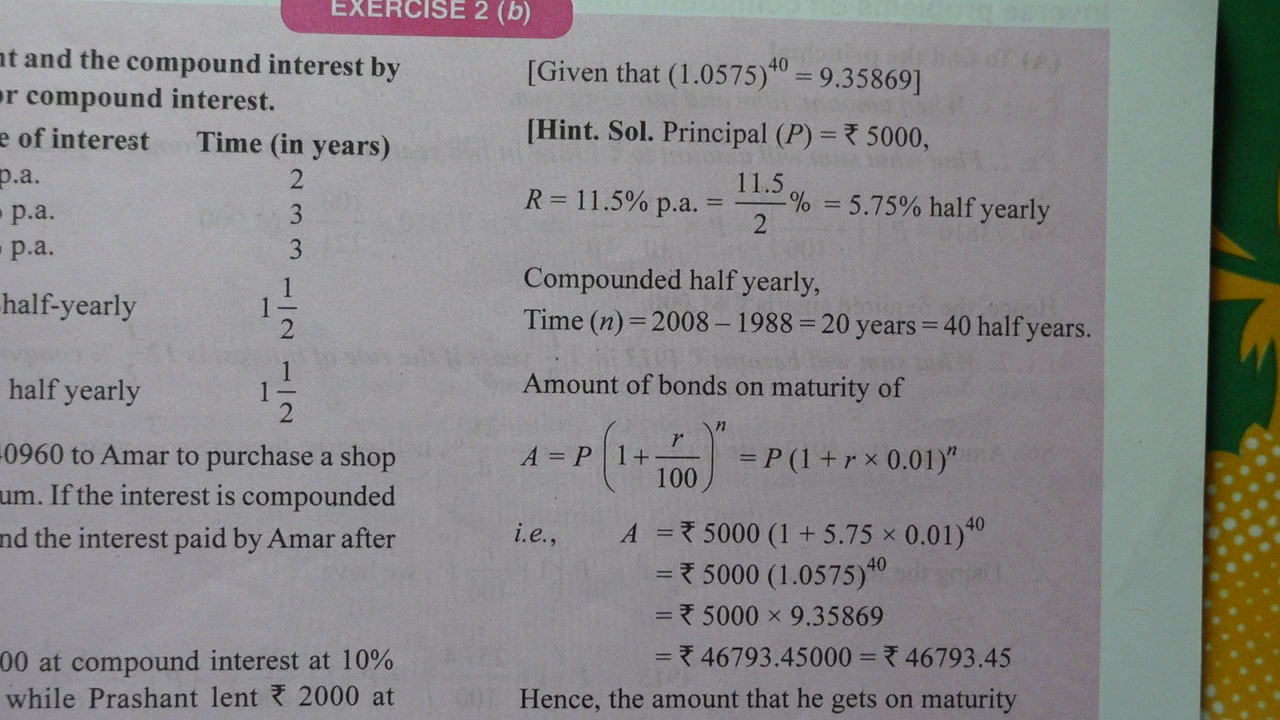 EXERCISE 2 (b)
and the compound interest by
compound interest.
of interest Time (in years)
p.a. 2
p.a. 3
p.a. 3
half-yearly 1 1/2
half yearly 1 1/2
0960 to Amar to purchase a shop
um. If the interest is compounded
the interest paid by Amar after
00 at compound interest at 10%
while Prashant lent ₹ 2000 at
[Given that (1.0575)^40 = 9.35869]
[Hint. Sol. Principal (P) = ₹ 5000,
R = 11.5% p.a. = 11.5/2 % = 5.75% half yearly
Compounded half yearly,
Time (n) = 2008 – 1988 = 20 years = 40 half years.
Amount of bonds on maturity of
A = P (1 + r/100)^n = P (1 + r × 0.01)^n
i.e., A = ₹ 5000 (1 + 5.75 × 0.01)^40
= ₹ 5000 (1.0575)^40
= ₹ 5000 × 9.35869
= ₹ 46793.45000 = ₹ 46793.45
Hence, the amount that he gets on maturity